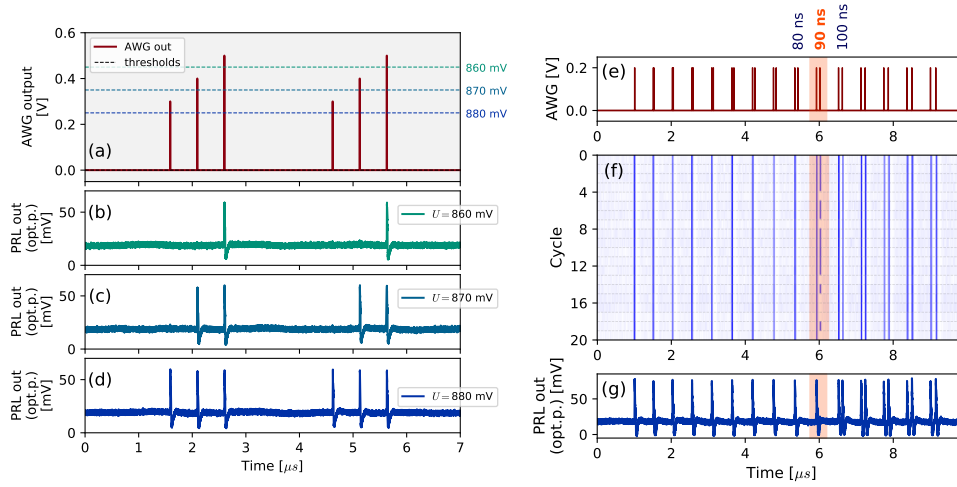 0.6
0.4
0.2
0.0
AWG output
[V]
AWG out
thresholds
860 mV
870 mV
880 mV
(a)
50
0
PRL out
(opt.p.)
[mV]
(b)
U = 860 mV
50
0
PRL out
(opt.p.)
[mV]
(c)
U = 870 mV
50
0
PRL out
(opt.p.)
[mV]
(d)
U = 880 mV
0 1 2 3 4 5 6 7
Time [μs]
80 ns
90 ns
100 ns
0.2
0.0
AWG [V]
(e)
0 2 4 6 8
Time [μs]
0
4
8
12
16
20
Cycle
(f)
0 2 4 6 8
50
0
PRL out
(opt.p.) [mV]
(g)
0 2 4 6 8
Time [μs]